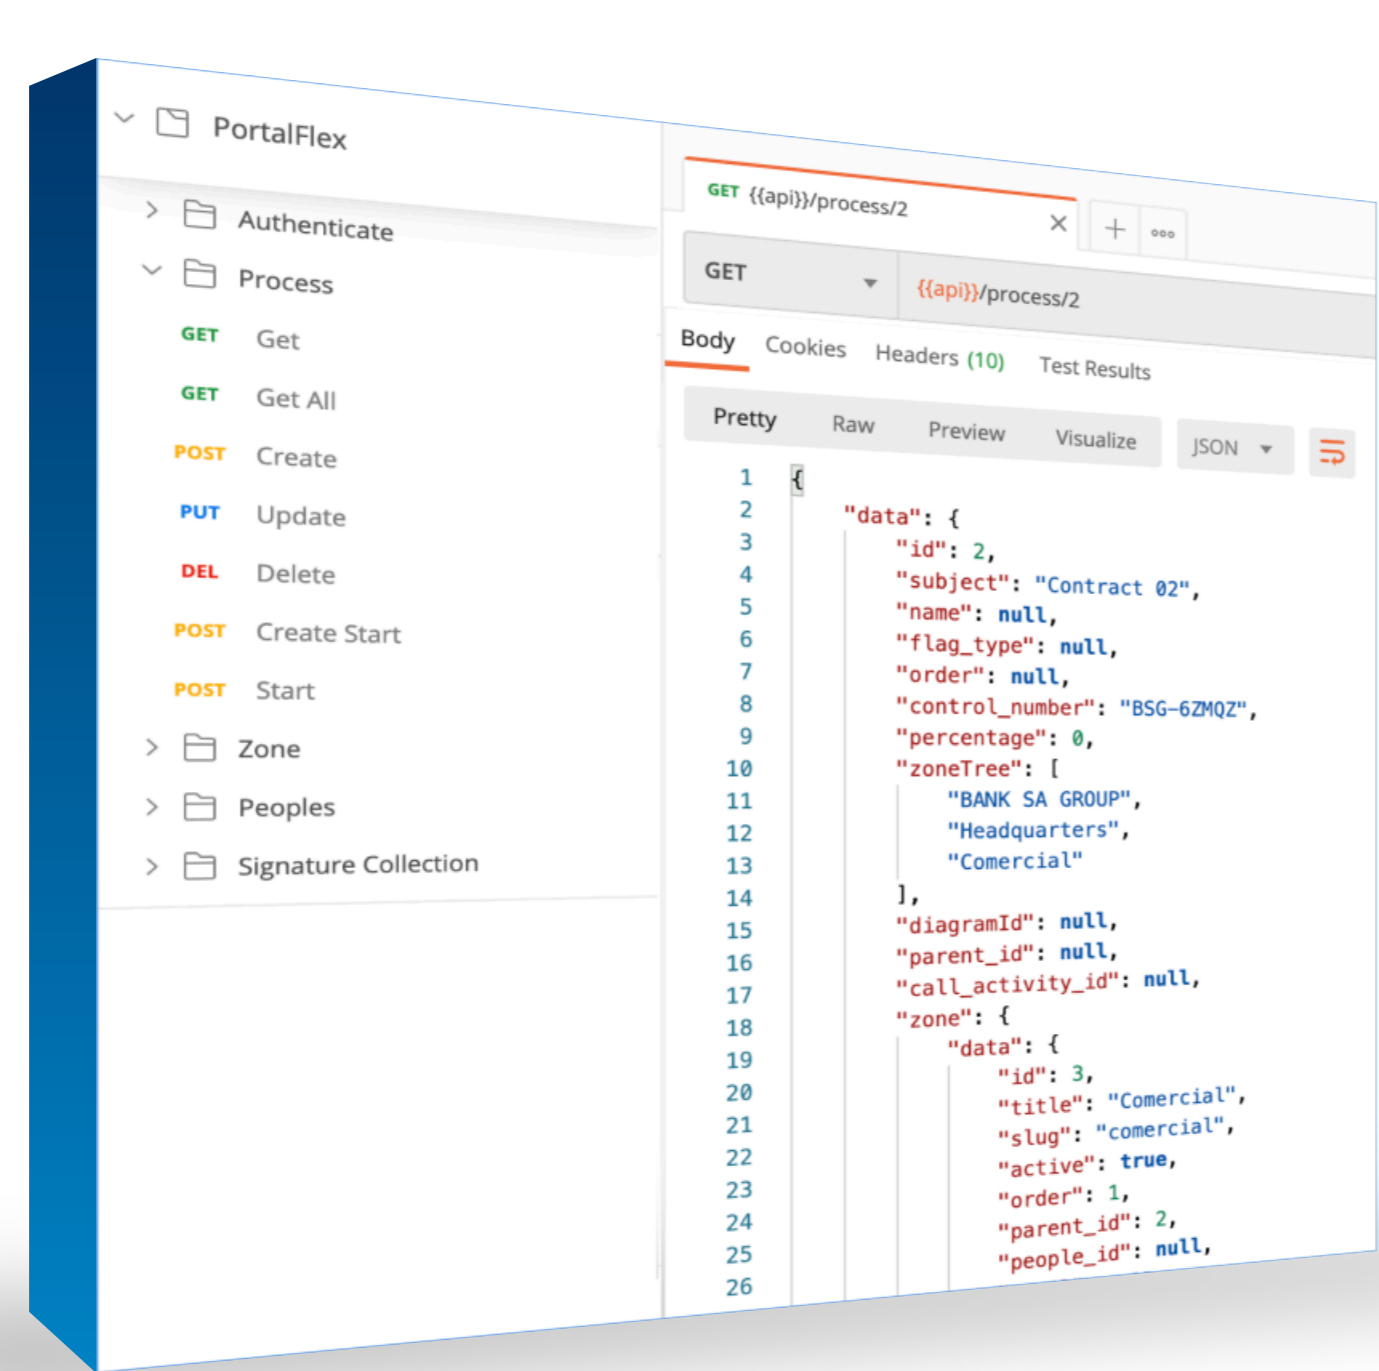 PortalFlex
Authenticate
Process
GET Get
GET Get All
POST Create
PUT Update
DEL Delete
POST Create Start
POST Start
Zone
Peoples
Signature Collection
GET {{api}}/process/2
GET {{api}}/process/2
Body Cookies Headers (10) Test Results
Pretty Raw Preview Visualize JSON
1 {
2 "data": {
3 "id": 2,
4 "subject": "Contract 02",
5 "name": null,
6 "flag_type": null,
7 "order": null,
8 "control_number": "BSG-6ZMQZ",
9 "percentage": 0,
10 "zoneTree": [
11 "BANK SA GROUP",
12 "Headquarters",
13 "Comercial"
14 ],
15 "diagramId": null,
16 "parent_id": null,
17 "call_activity_id": null,
18 "zone": {
19 "data": {
20 "id": 3,
21 "title": "Comercial",
22 "slug": "comercial",
23 "active": true,
24 "order": 1,
25 "parent_id": 2,
26 "people_id": null,